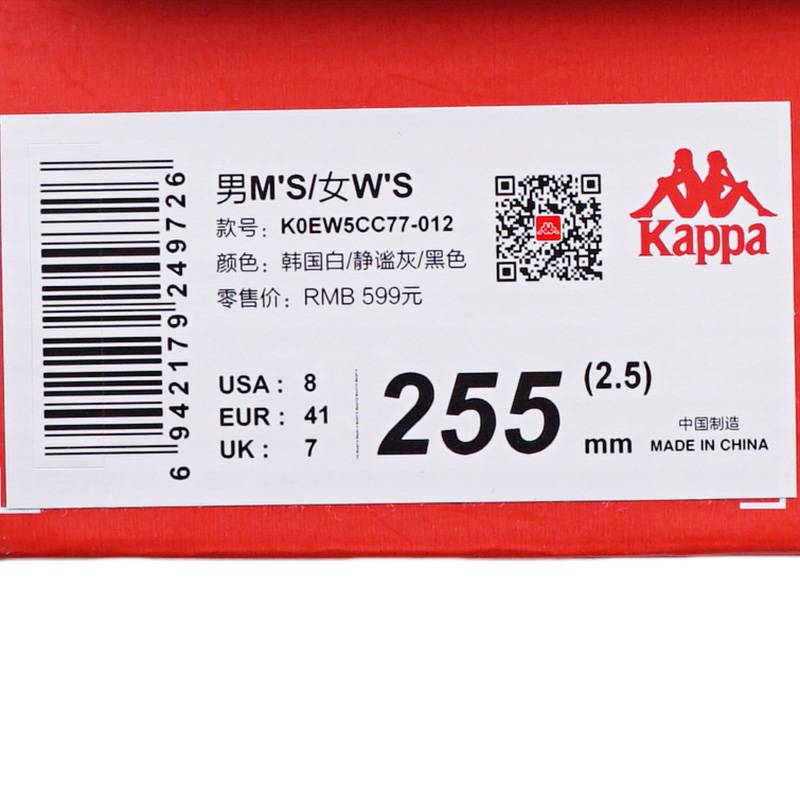 男M'S/女W'S
款号：K0EW5CC77-012
颜色：韩国白/静谧灰/黑色
零售价：RMB 599元
USA： 8
EUR： 41
UK： 7
255 (2.5)
mm
Kappa
中国制造
MADE IN CHINA
6942179249726